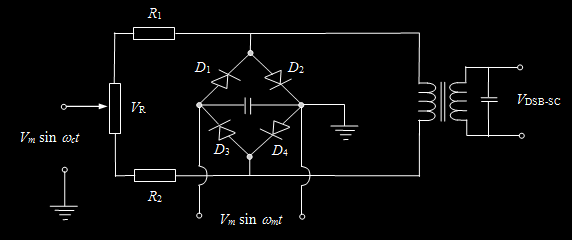 R1
D1
D2
VR
VDSB-SC
Vm sin ωct
D3
D4
R2
Vm sin ωmt